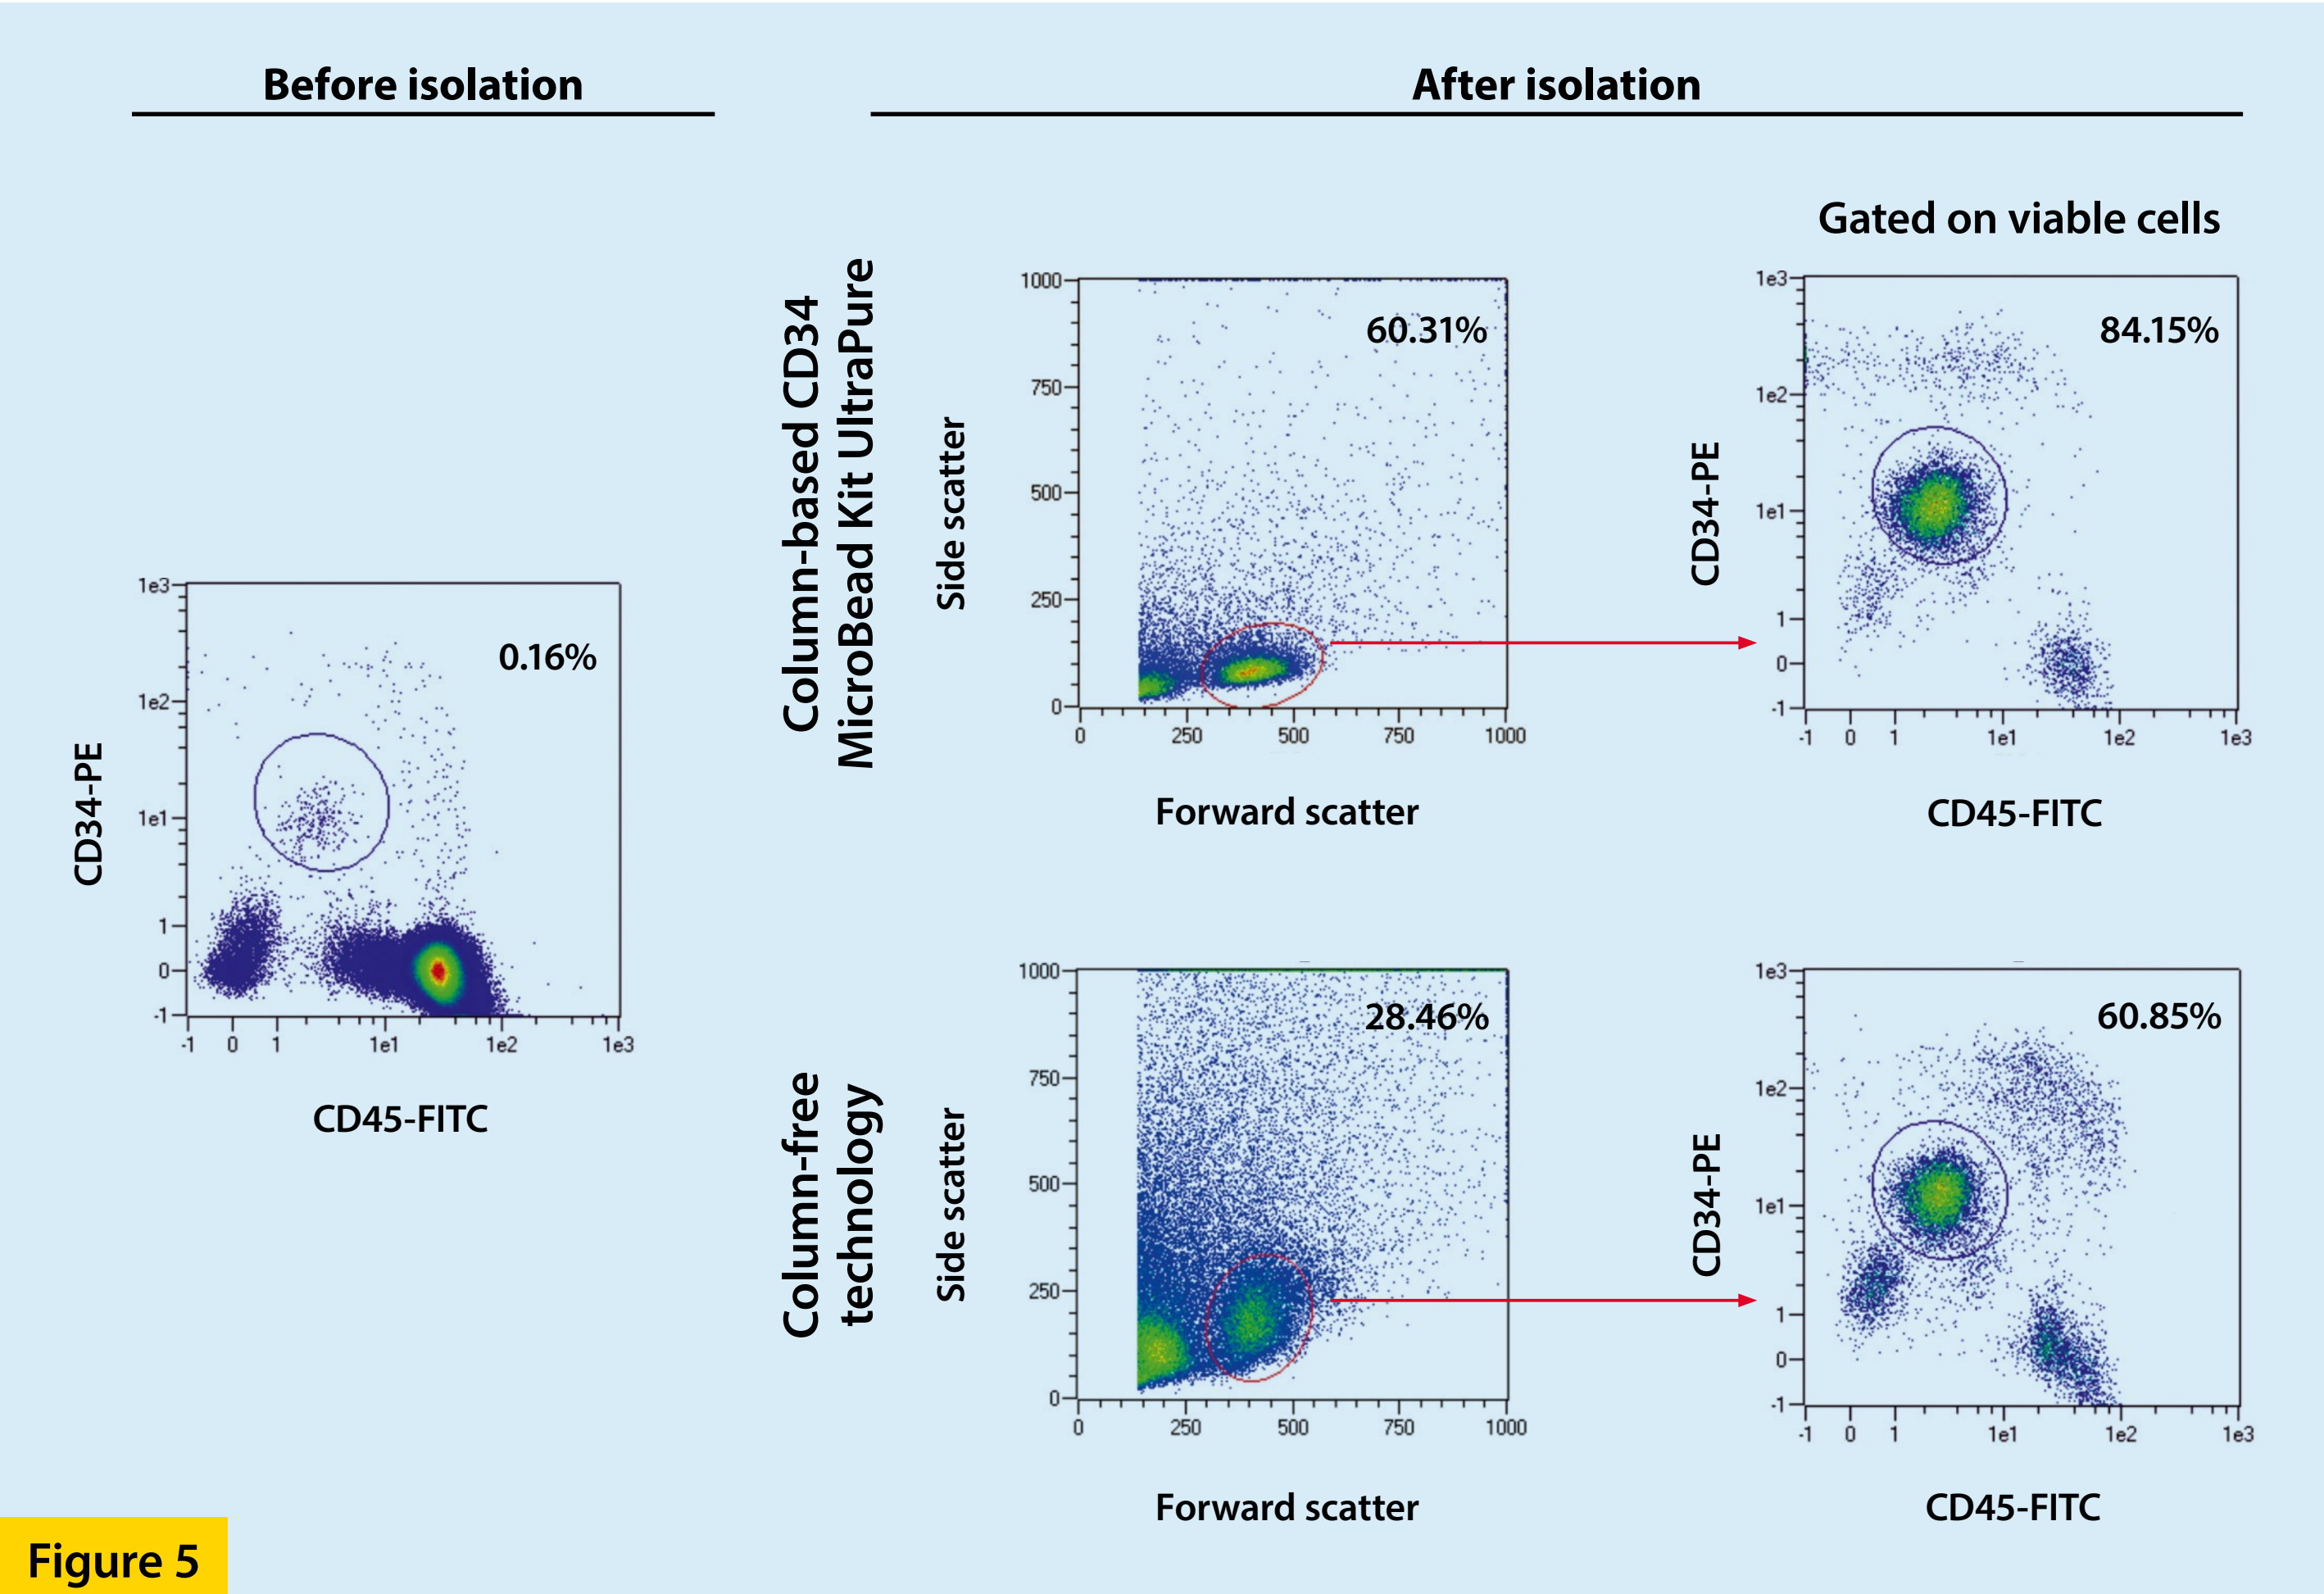 Before isolation
After isolation
Gated on viable cells
Column-based CD34
MicroBead Kit UltraPure
Side scatter
1000
750
500
250
0
60.31%
0
250
500
750
1000
Forward scatter
CD34-PE
1e3
1e2
1e1
1
0
-1
84.15%
-1
0
1
1e1
1e2
1e3
CD45-FITC
CD34-PE
1e3
1e2
1e1
1
0
-1
0.16%
-1
0
1
1e1
1e2
1e3
CD45-FITC
Column-free
technology
Side scatter
1000
750
500
250
0
28.46%
0
250
500
750
1000
Forward scatter
CD34-PE
1e3
1e2
1e1
1
0
-1
60.85%
-1
0
1
1e1
1e2
1e3
CD45-FITC
Figure 5